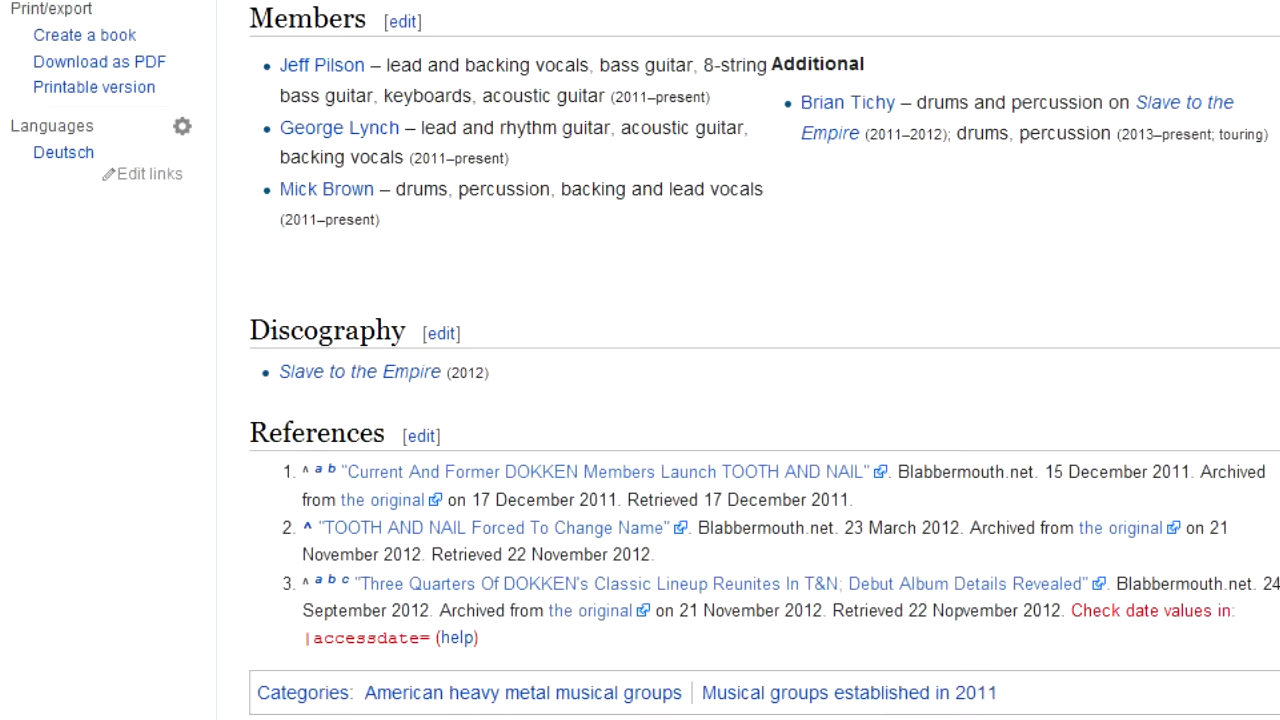 Print/export
Create a book
Download as PDF
Printable version
Languages
Deutsch
Edit links
Members [edit]
Jeff Pilson – lead and backing vocals, bass guitar, 8-string
bass guitar, keyboards, acoustic guitar (2011–present)
George Lynch – lead and rhythm guitar, acoustic guitar,
backing vocals (2011–present)
Mick Brown – drums, percussion, backing and lead vocals
(2011–present)
Additional
Brian Tichy – drums and percussion on Slave to the
Empire (2011–2012); drums, percussion (2013–present; touring)
Discography [edit]
Slave to the Empire (2012)
References [edit]
1. ^ a b "Current And Former DOKKEN Members Launch TOOTH AND NAIL". Blabbermouth.net. 15 December 2011. Archived
from the original on 17 December 2011. Retrieved 17 December 2011.
2. ^ "TOOTH AND NAIL Forced To Change Name". Blabbermouth.net. 23 March 2012. Archived from the original on 21
November 2012. Retrieved 22 November 2012.
3. ^ a b c "Three Quarters Of DOKKEN's Classic Lineup Reunites In T&N; Debut Album Details Revealed". Blabbermouth.net. 24
September 2012. Archived from the original on 21 November 2012. Retrieved 22 Nopvember 2012. Check date values in:
|accessdate= (help)
Categories: American heavy metal musical groups | Musical groups established in 2011